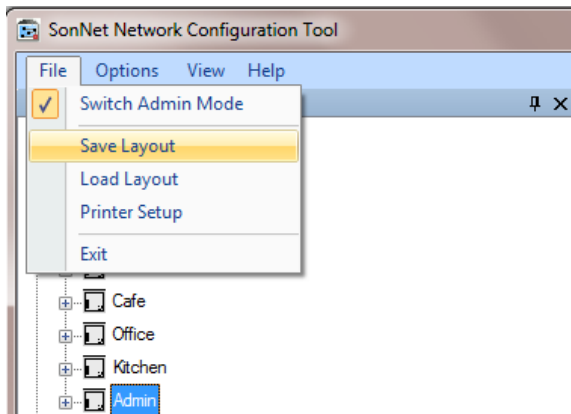 SonNet Network Configuration Tool
File Options View Help
Switch Admin Mode
Save Layout
Load Layout
Printer Setup
Exit
Cafe
Office
Kitchen
Admin